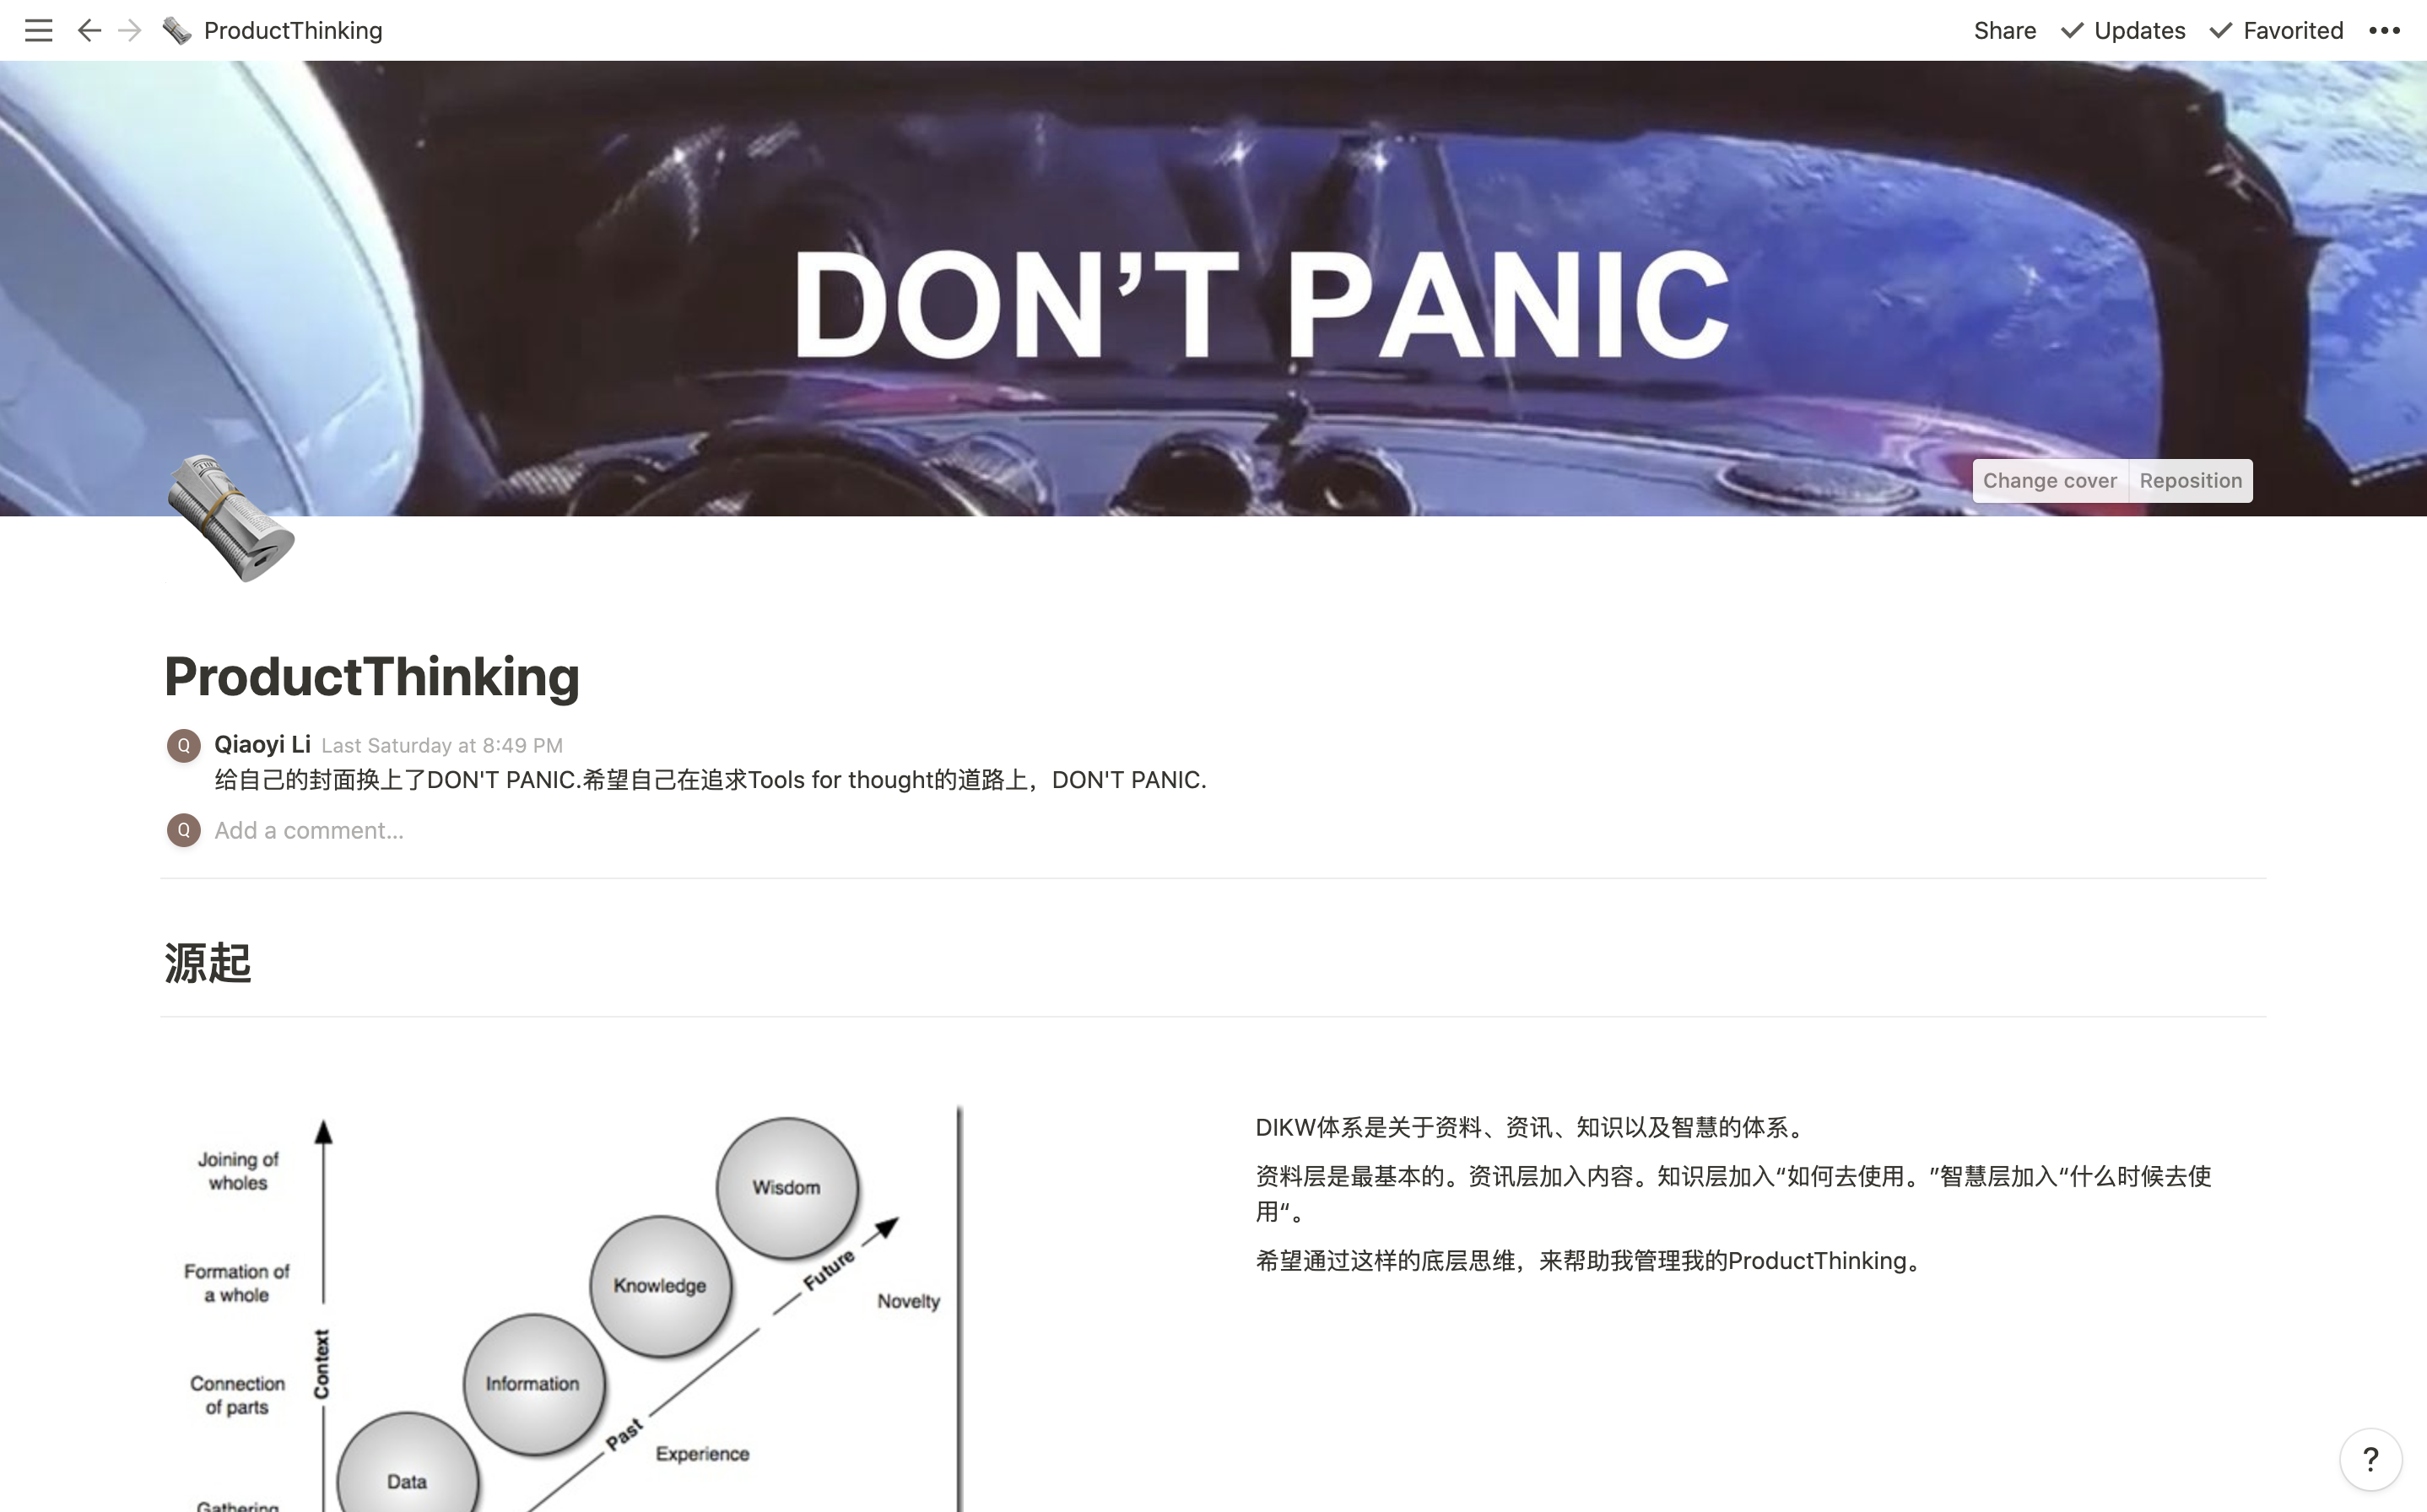 ProductThinking
Share
Updates
Favorited
DON’T PANIC
Change cover
Reposition
ProductThinking
Q
Qiaoyi Li Last Saturday at 8:49 PM
给自己的封面换上了DON'T PANIC.希望自己在追求Tools for thought的道路上，DON'T PANIC.
Q
Add a comment...
源起
Joining of
wholes
Formation of
a whole
Connection
of parts
Gathering
Context
Wisdom
Knowledge
Information
Data
Future
Novelty
Past
Experience
DIKW体系是关于资料、资讯、知识以及智慧的体系。
资料层是最基本的。资讯层加入内容。知识层加入“如何去使用。”智慧层加入“什么时候去使
用“。
希望通过这样的底层思维，来帮助我管理我的ProductThinking。
?